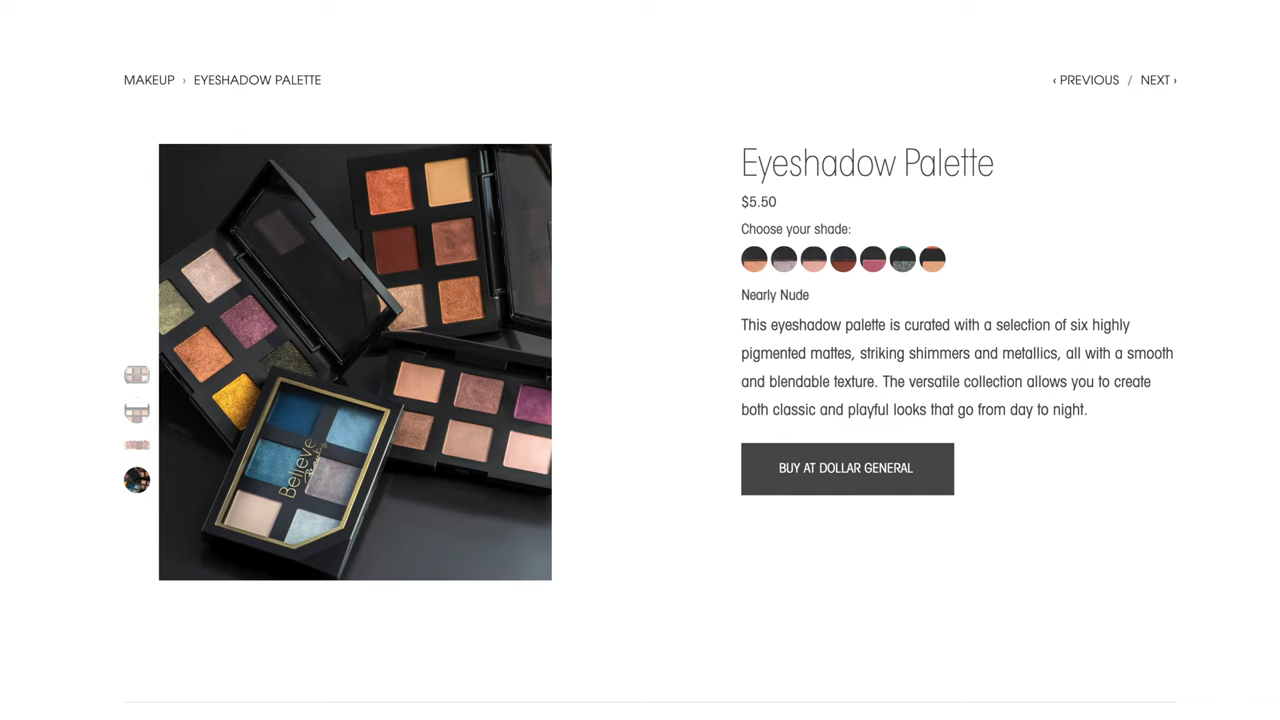 MAKEUP › EYESHADOW PALETTE
‹ PREVIOUS / NEXT ›
Believe
Beauty
Eyeshadow Palette
$5.50
Choose your shade:
Nearly Nude
This eyeshadow palette is curated with a selection of six highly
pigmented mattes, striking shimmers and metallics, all with a smooth
and blendable texture. The versatile collection allows you to create
both classic and playful looks that go from day to night.
BUY AT DOLLAR GENERAL